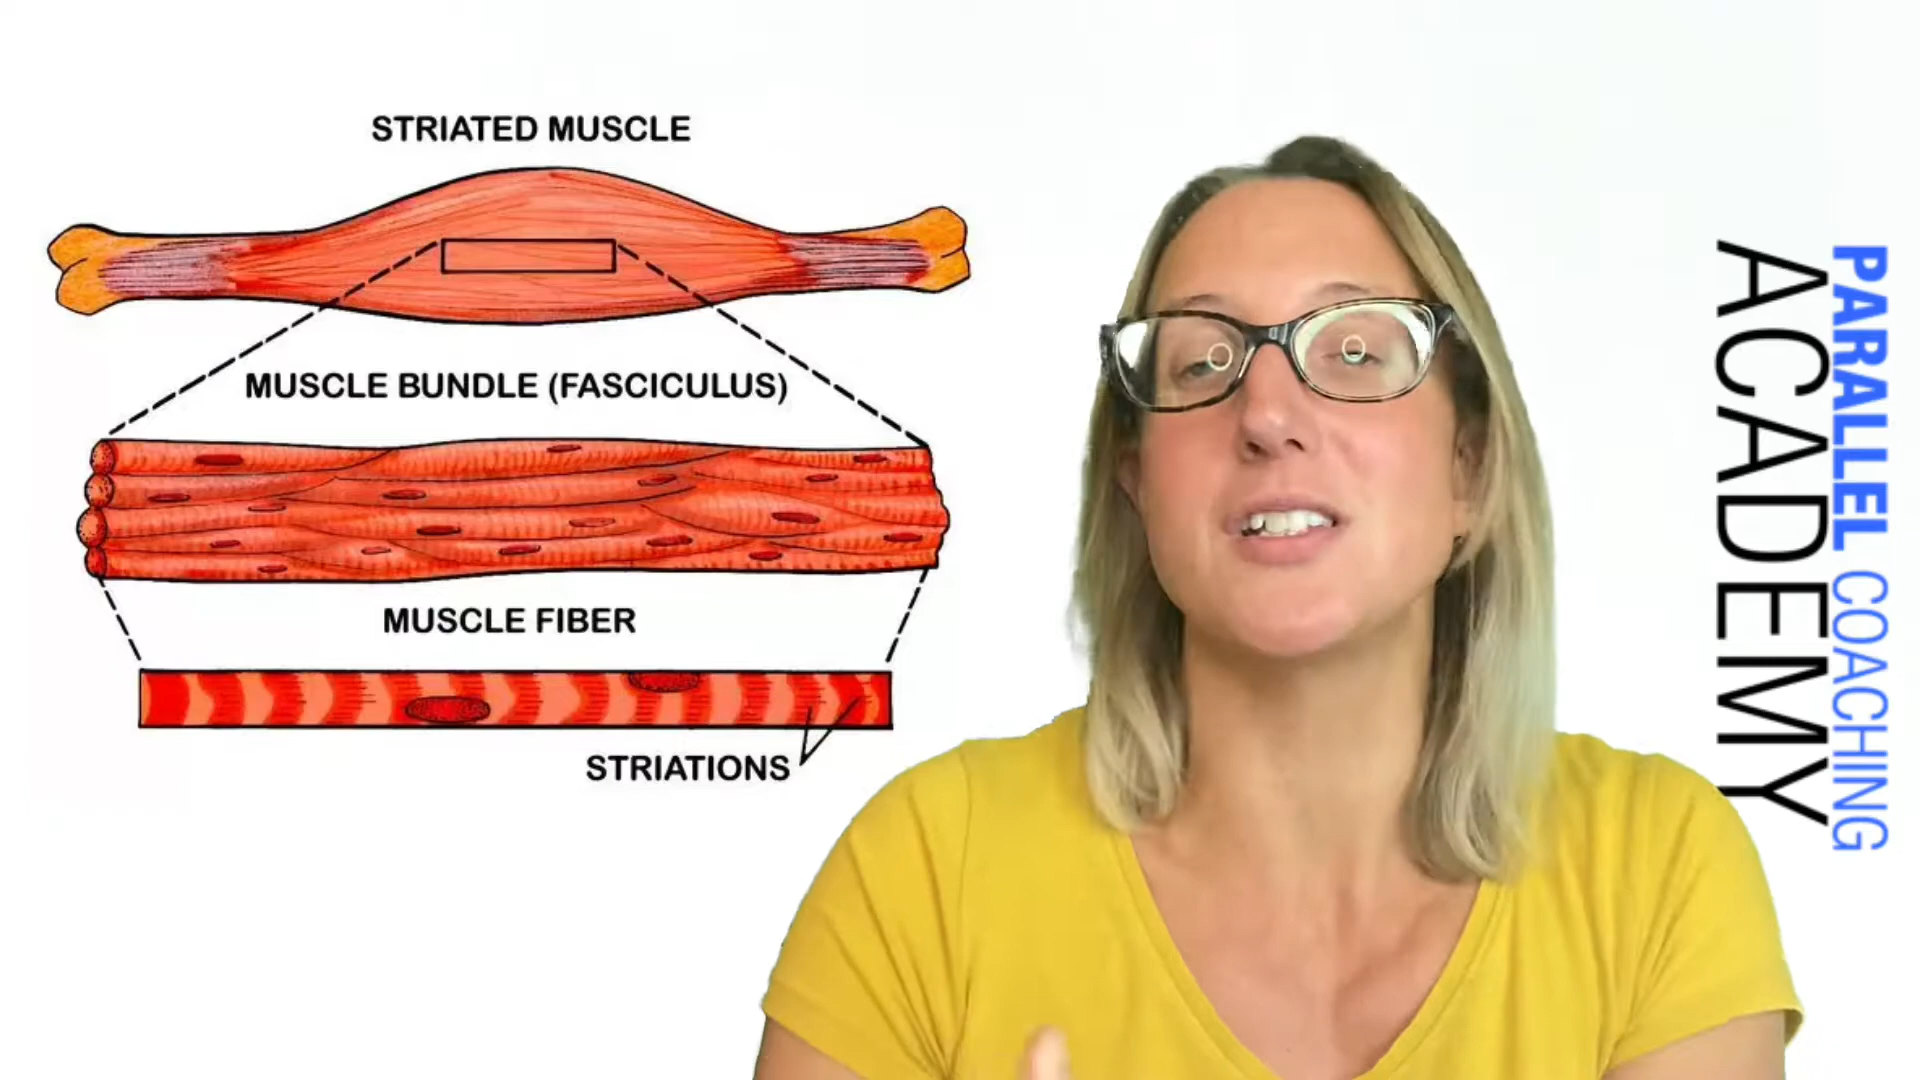 STRIATED MUSCLE
MUSCLE BUNDLE (FASCICULUS)
MUSCLE FIBER
STRIATIONS
PARALLEL COACHING
ACADEMY